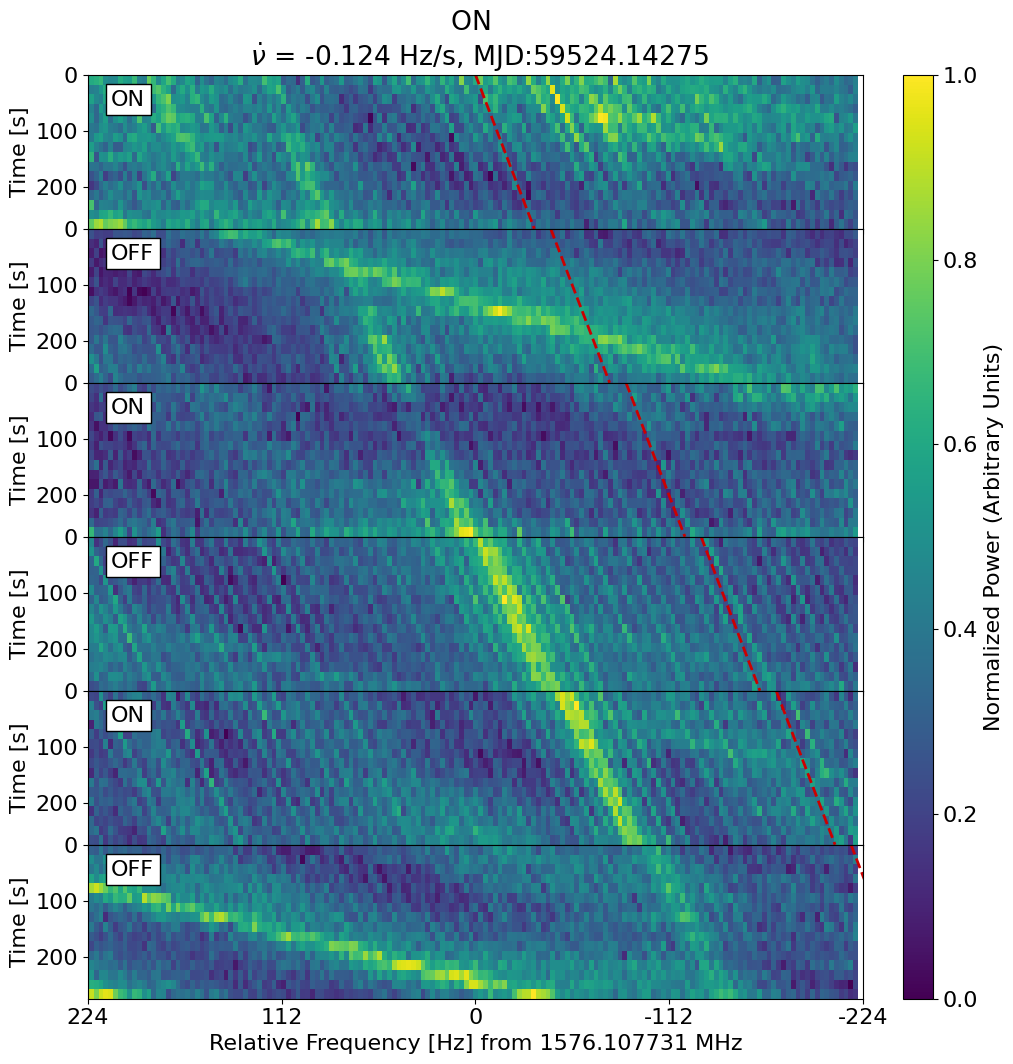 ON
ν̇ = -0.124 Hz/s, MJD:59524.14275
0
100
200
Time [s]
ON
0
100
200
Time [s]
OFF
0
100
200
Time [s]
ON
0
100
200
Time [s]
OFF
0
100
200
Time [s]
ON
0
100
200
Time [s]
OFF
224 112 0 -112 -224
Relative Frequency [Hz] from 1576.107731 MHz
1.0
0.8
0.6
0.4
0.2
0.0
Normalized Power (Arbitrary Units)